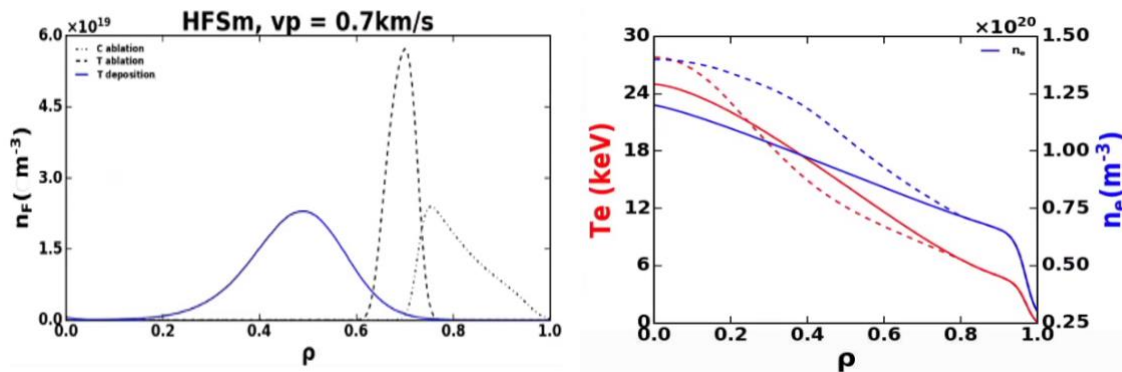 HFSm, vp = 0.7km/s
×10¹⁹
6.0
4.5
3.0
1.5
0.0
C ablation
T ablation
T deposition
n_F( m⁻³)
0.0 0.2 0.4 0.6 0.8 1.0
ρ
×10²⁰
30
24
18
12
6
0
Te (keV)
n_e
1.50
1.25
1.00
0.75
0.50
0.25
n_e(m⁻³)
0.0 0.2 0.4 0.6 0.8 1.0
ρ